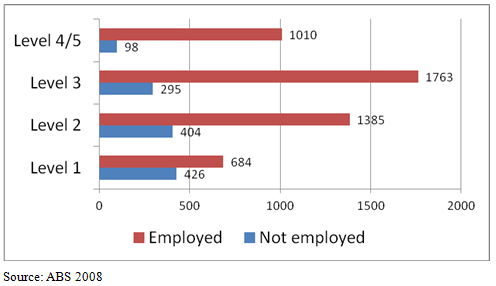 Level 4/5
1010
98
Level 3
1763
295
Level 2
1385
404
Level 1
684
426
0 500 1000 1500 2000
Employed Not employed
Source: ABS 2008